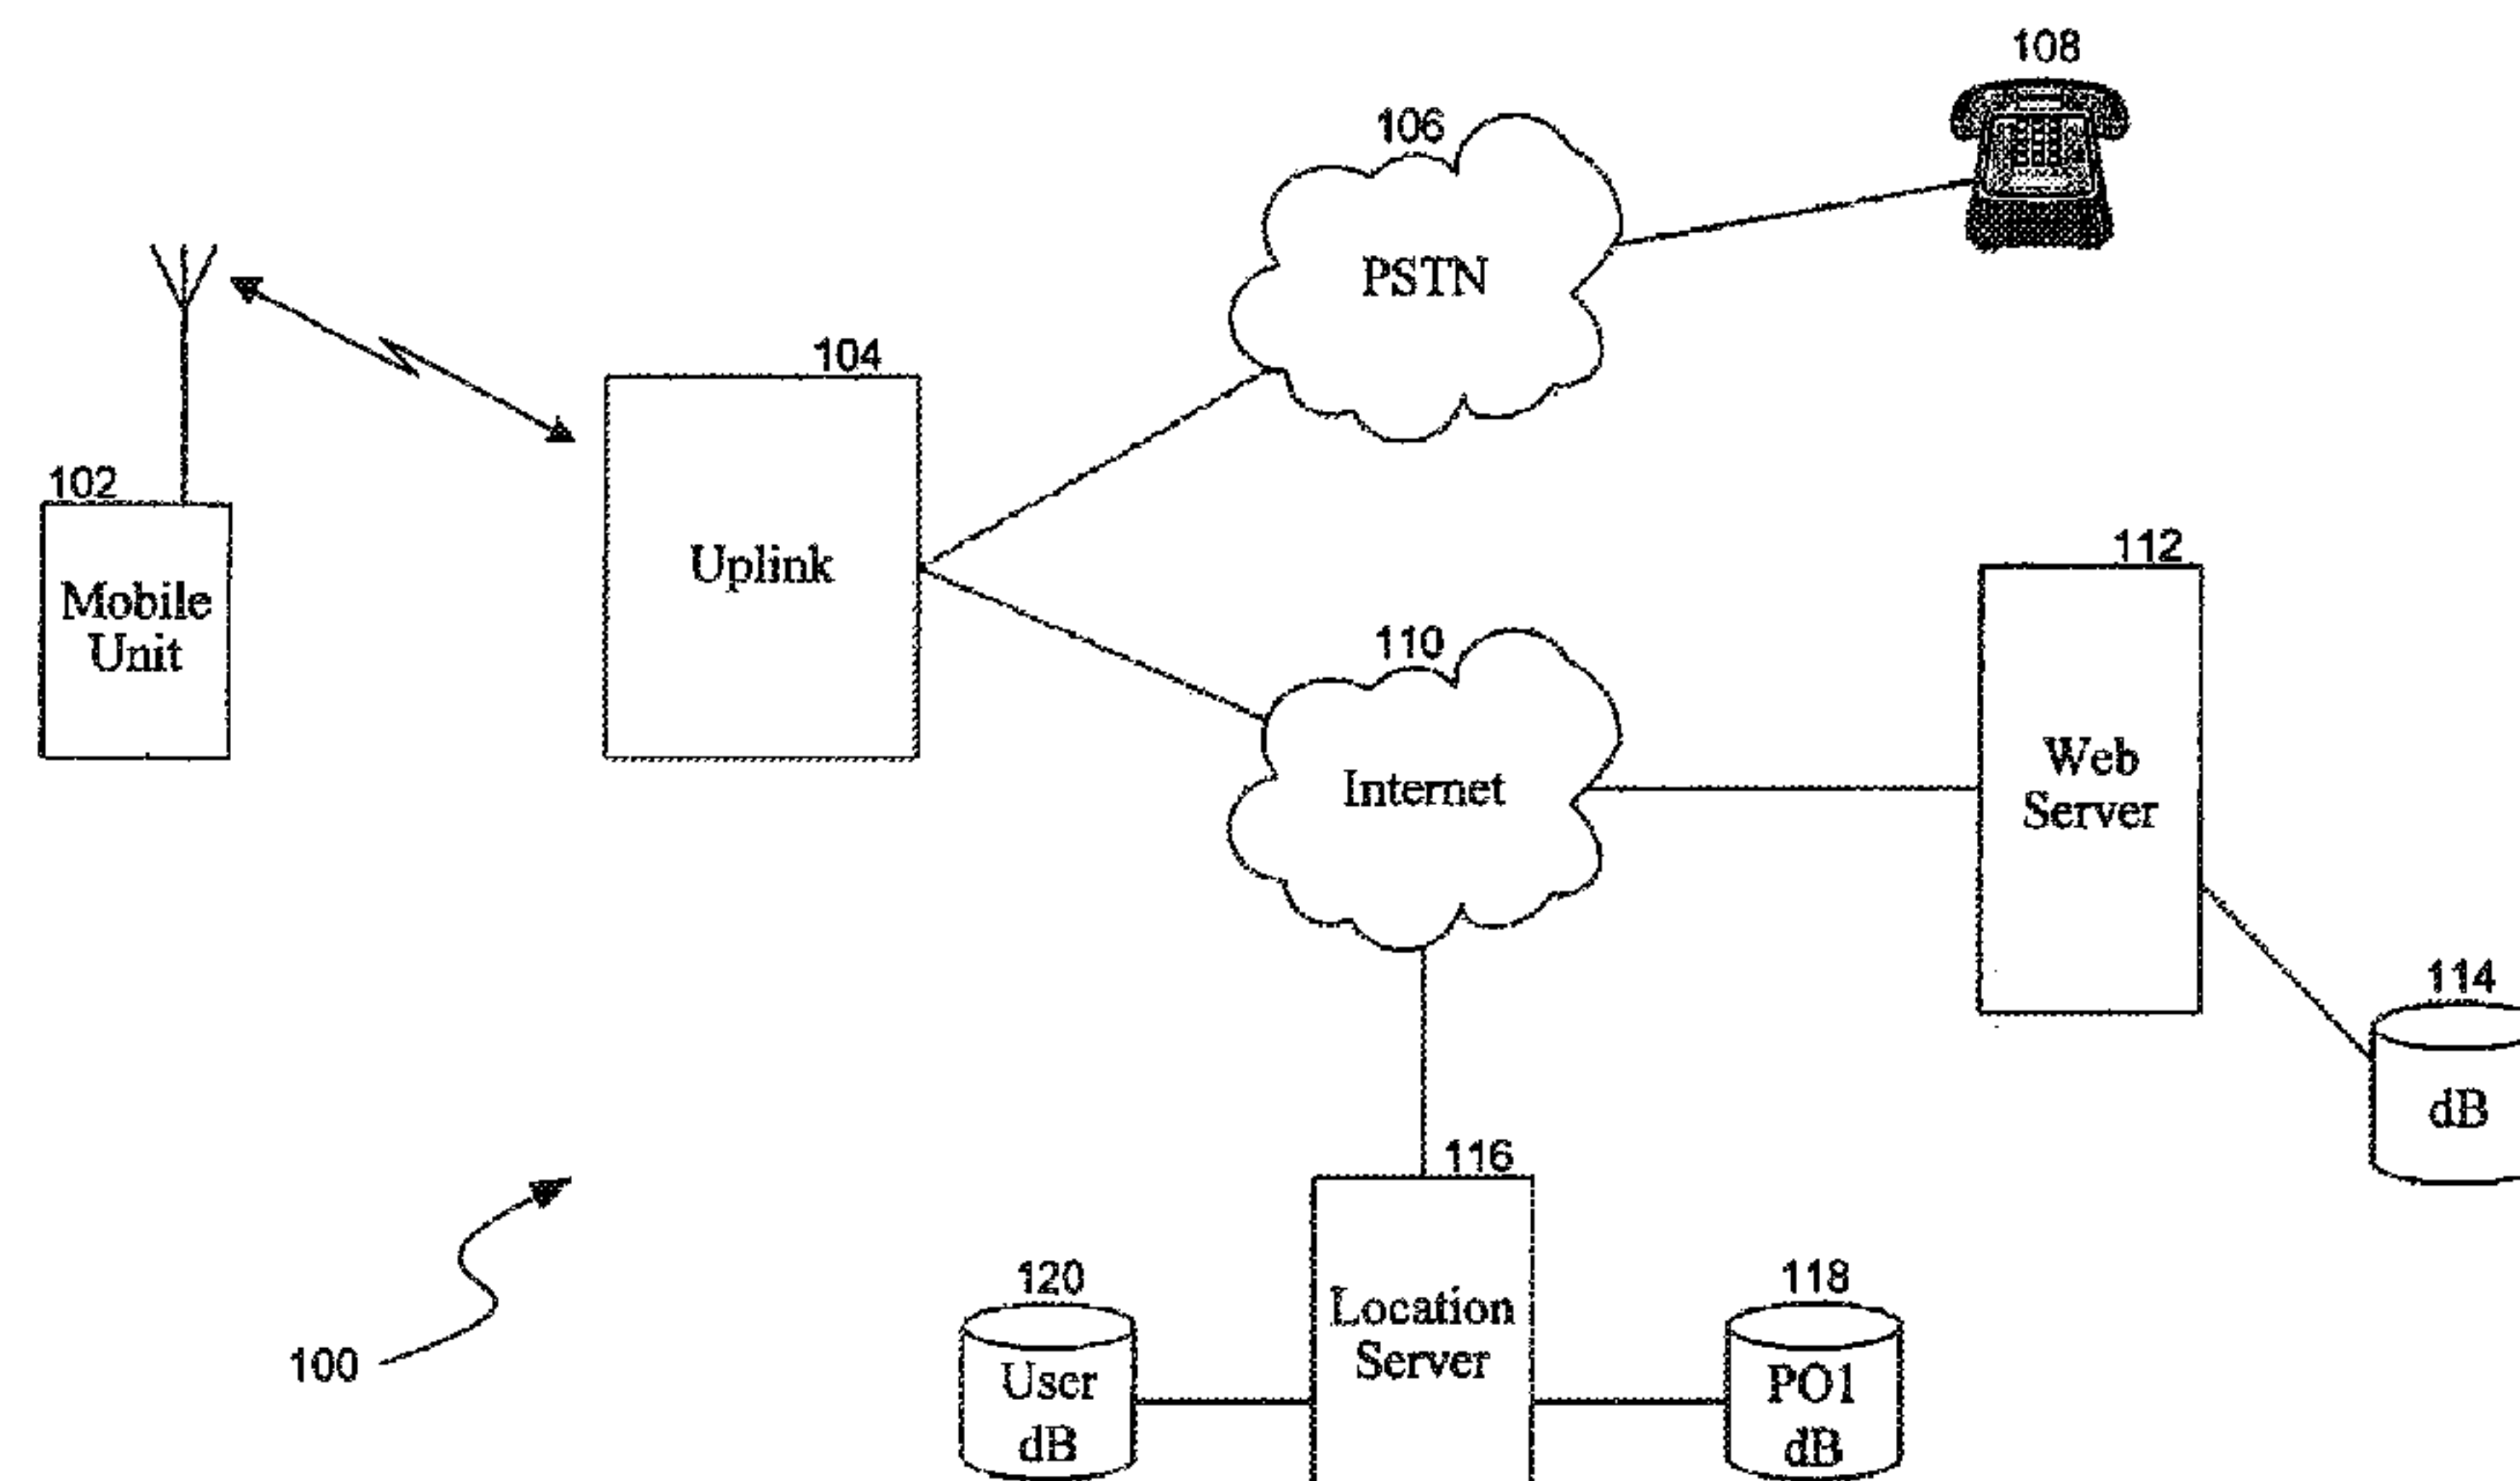 108
106
PSTN
104
Uplink
102
Mobile
Unit
112
Web
Server
110
Internet
114
dB
116
Location
Server
120
User
dB
118
PO1
dB
100